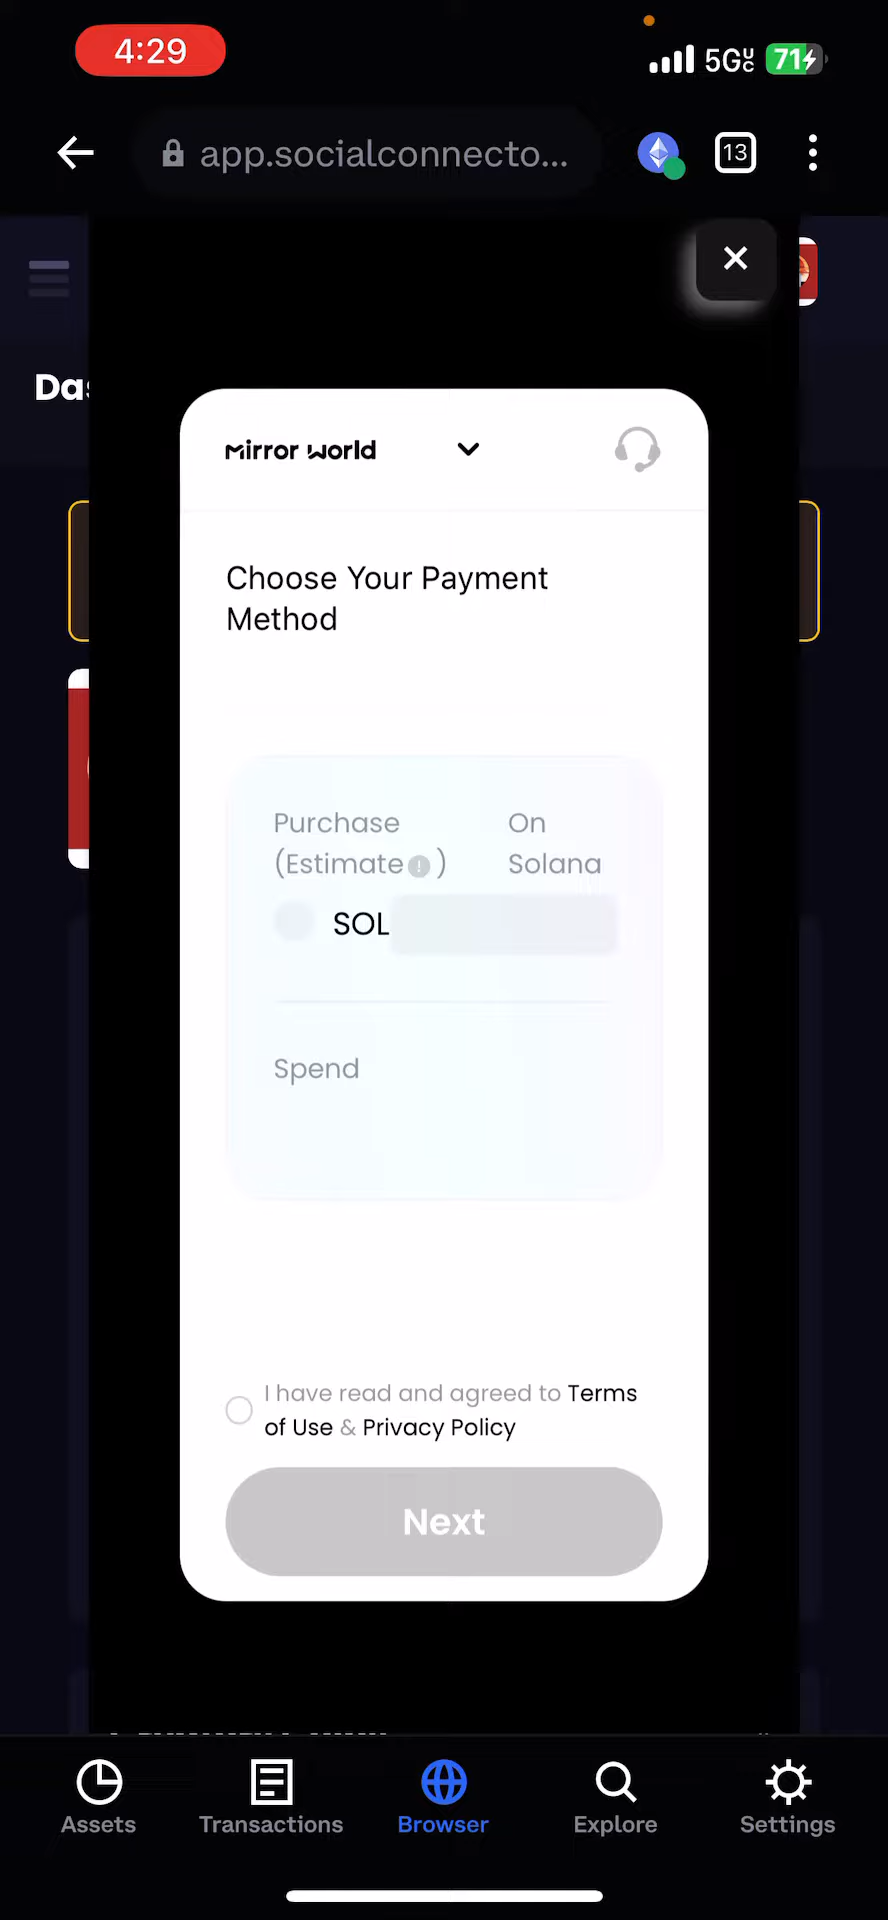 4:29
5G UC
71
app.socialconnecto...
13
Das
mirror world
Choose Your Payment
Method
Purchase
(Estimate ! )
On
Solana
SOL
Spend
I have read and agreed to Terms
of Use & Privacy Policy
Next
Assets
Transactions
Browser
Explore
Settings